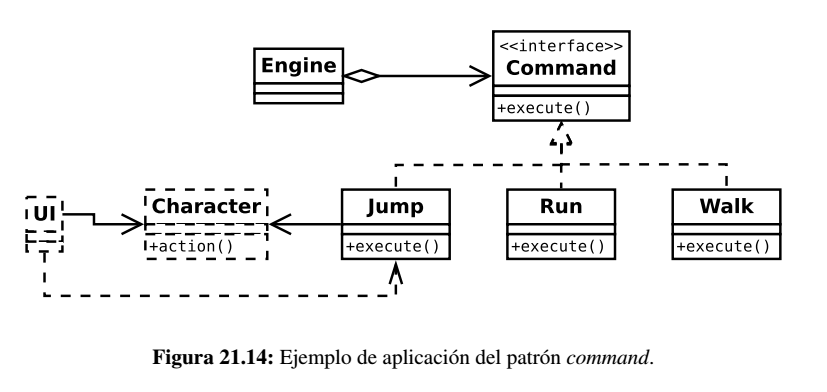 Engine
<<interface>>
Command
+execute()
UI
Character
+action()
Jump
+execute()
Run
+execute()
Walk
+execute()
Figura 21.14: Ejemplo de aplicación del patrón command.